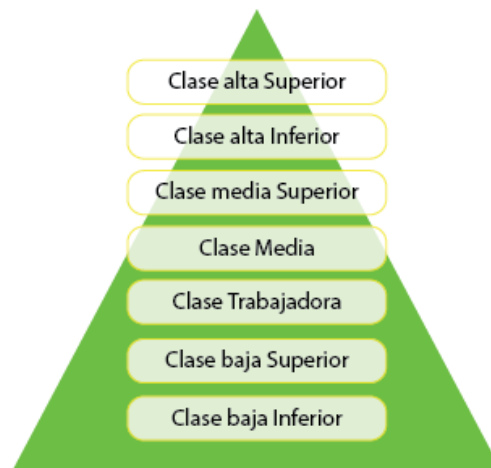 Clase alta Superior
Clase alta Inferior
Clase media Superior
Clase Media
Clase Trabajadora
Clase baja Superior
Clase baja Inferior